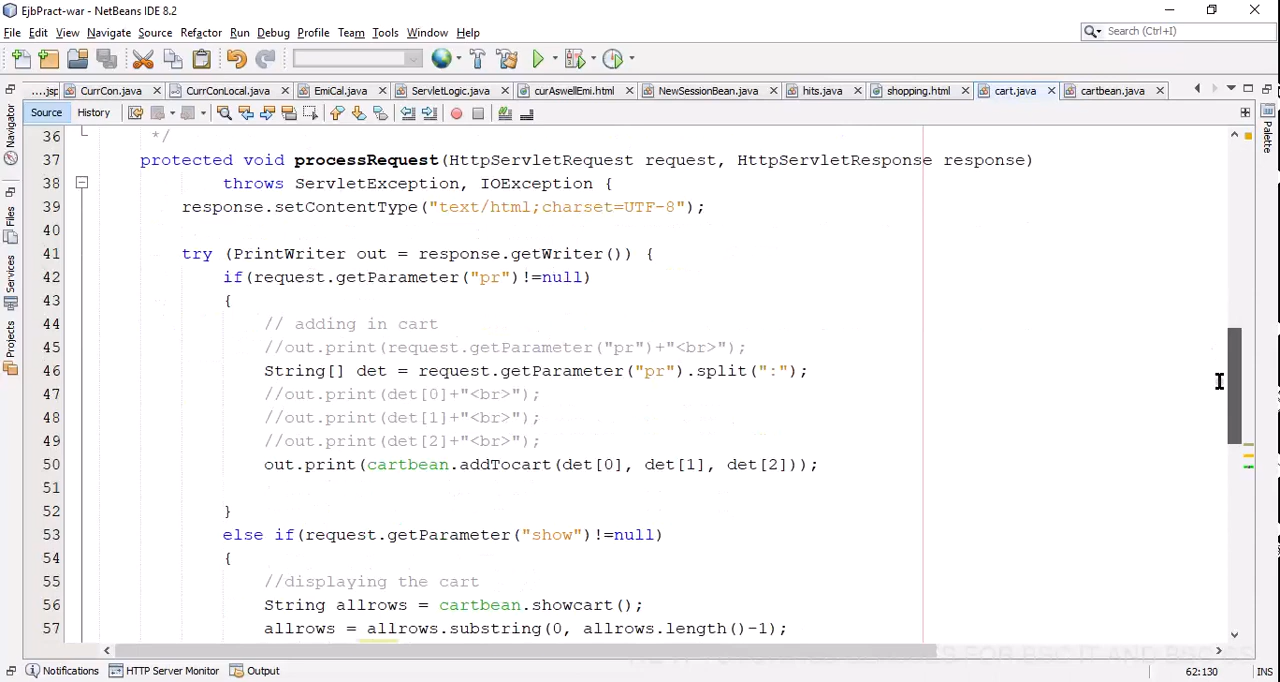 EjbPract-war - NetBeans IDE 8.2
File Edit View Navigate Source Refactor Run Debug Profile Team Tools Window Help
Search (Ctrl+I)
....jsp CurrCon.java CurrConLocal.java EmiCal.java ServletLogic.java curAswellEmi.html NewSessionBean.java hits.java shopping.html cart.java cartbean.java
Source History
Navigator
Files
Services
Projects
Palette
36 */
37 protected void processRequest(HttpServletRequest request, HttpServletResponse response)
38 throws ServletException, IOException {
39 response.setContentType("text/html;charset=UTF-8");
40
41 try (PrintWriter out = response.getWriter()) {
42 if(request.getParameter("pr")!=null)
43 {
44 // adding in cart
45 //out.print(request.getParameter("pr")+"<br>");
46 String[] det = request.getParameter("pr").split(":");
47 //out.print(det[0]+"<br>");
48 //out.print(det[1]+"<br>");
49 //out.print(det[2]+"<br>");
50 out.print(cartbean.addTocart(det[0], det[1], det[2]));
51
52 }
53 else if(request.getParameter("show")!=null)
54 {
55 //displaying the cart
56 String allrows = cartbean.showcart();
57 allrows = allrows.substring(0, allrows.length()-1);
Notifications HTTP Server Monitor Output
62:130 INS